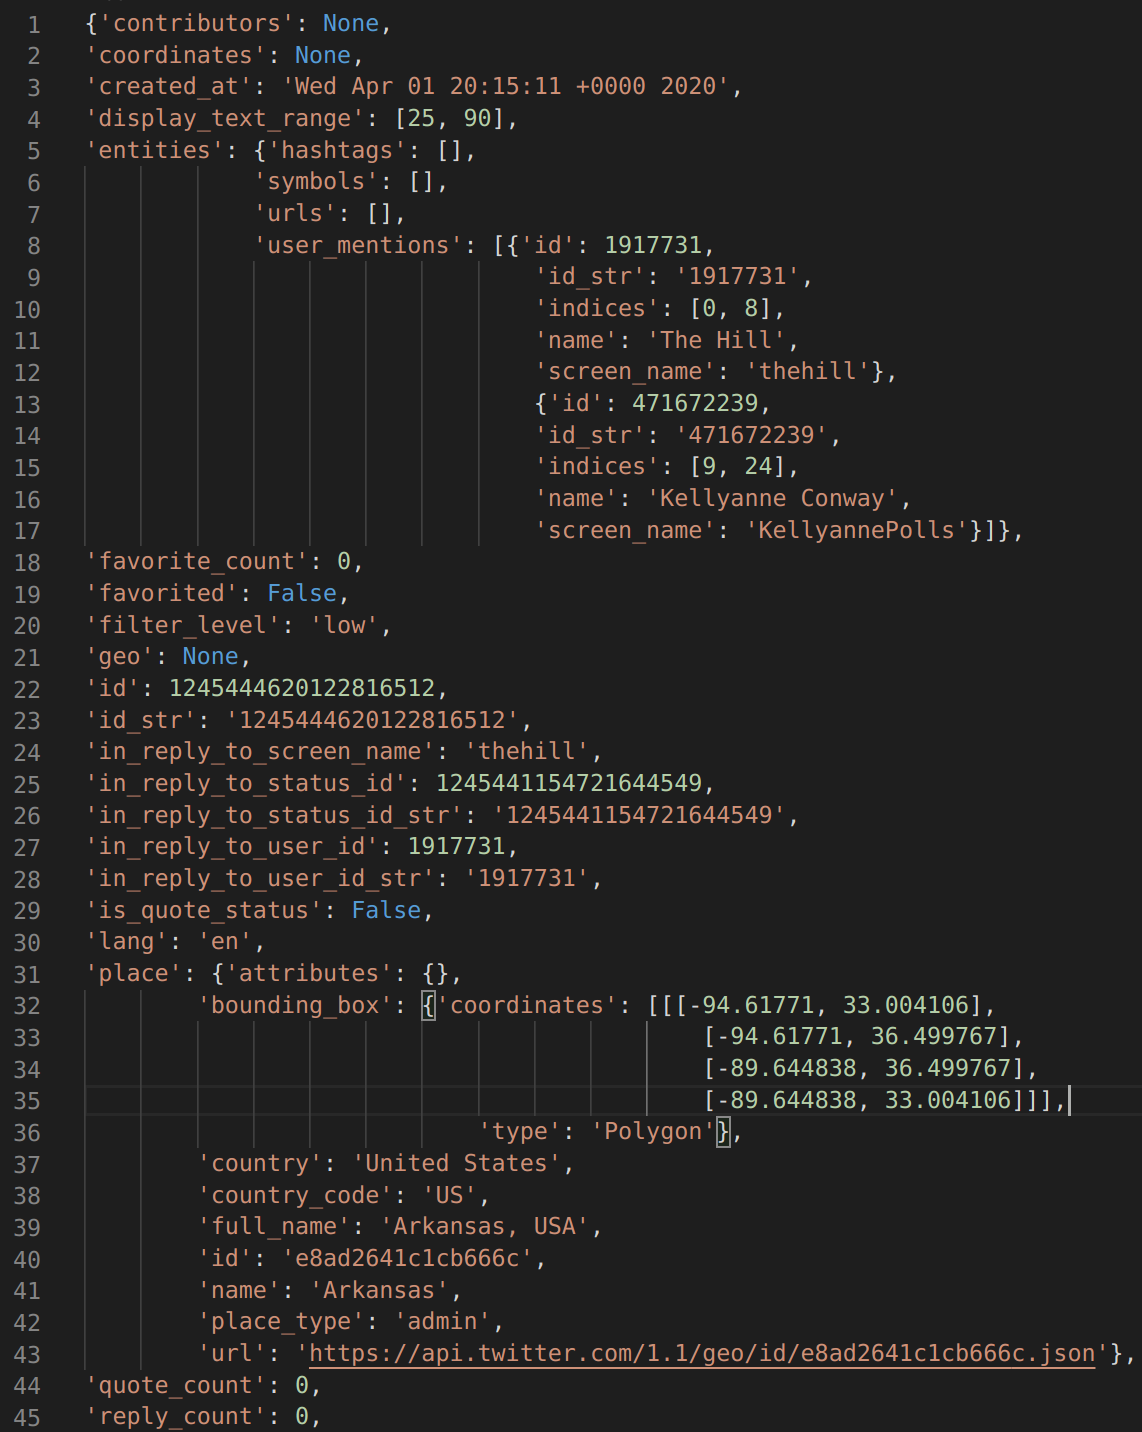 1 {'contributors': None,
2 'coordinates': None,
3 'created_at': 'Wed Apr 01 20:15:11 +0000 2020',
4 'display_text_range': [25, 90],
5 'entities': {'hashtags': [],
6 'symbols': [],
7 'urls': [],
8 'user_mentions': [{'id': 1917731,
9 'id_str': '1917731',
10 'indices': [0, 8],
11 'name': 'The Hill',
12 'screen_name': 'thehill'},
13 {'id': 471672239,
14 'id_str': '471672239',
15 'indices': [9, 24],
16 'name': 'Kellyanne Conway',
17 'screen_name': 'KellyannePolls'}]},
18 'favorite_count': 0,
19 'favorited': False,
20 'filter_level': 'low',
21 'geo': None,
22 'id': 1245444620122816512,
23 'id_str': '1245444620122816512',
24 'in_reply_to_screen_name': 'thehill',
25 'in_reply_to_status_id': 1245441154721644549,
26 'in_reply_to_status_id_str': '1245441154721644549',
27 'in_reply_to_user_id': 1917731,
28 'in_reply_to_user_id_str': '1917731',
29 'is_quote_status': False,
30 'lang': 'en',
31 'place': {'attributes': {},
32 'bounding_box': {'coordinates': [[[-94.61771, 33.004106],
33 [-94.61771, 36.499767],
34 [-89.644838, 36.499767],
35 [-89.644838, 33.004106]]],
36 'type': 'Polygon'},
37 'country': 'United States',
38 'country_code': 'US',
39 'full_name': 'Arkansas, USA',
40 'id': 'e8ad2641c1cb666c',
41 'name': 'Arkansas',
42 'place_type': 'admin',
43 'url': 'https://api.twitter.com/1.1/geo/id/e8ad2641c1cb666c.json'},
44 'quote_count': 0,
45 'reply_count': 0,